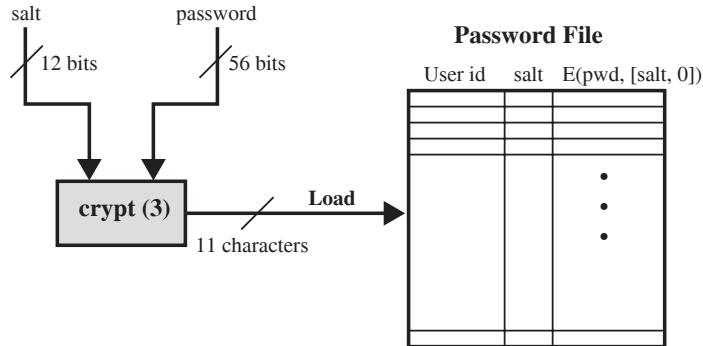 salt
password
12 bits
56 bits
Password File
User id
salt
E(pwd, [salt, 0])
crypt (3)
Load
11 characters